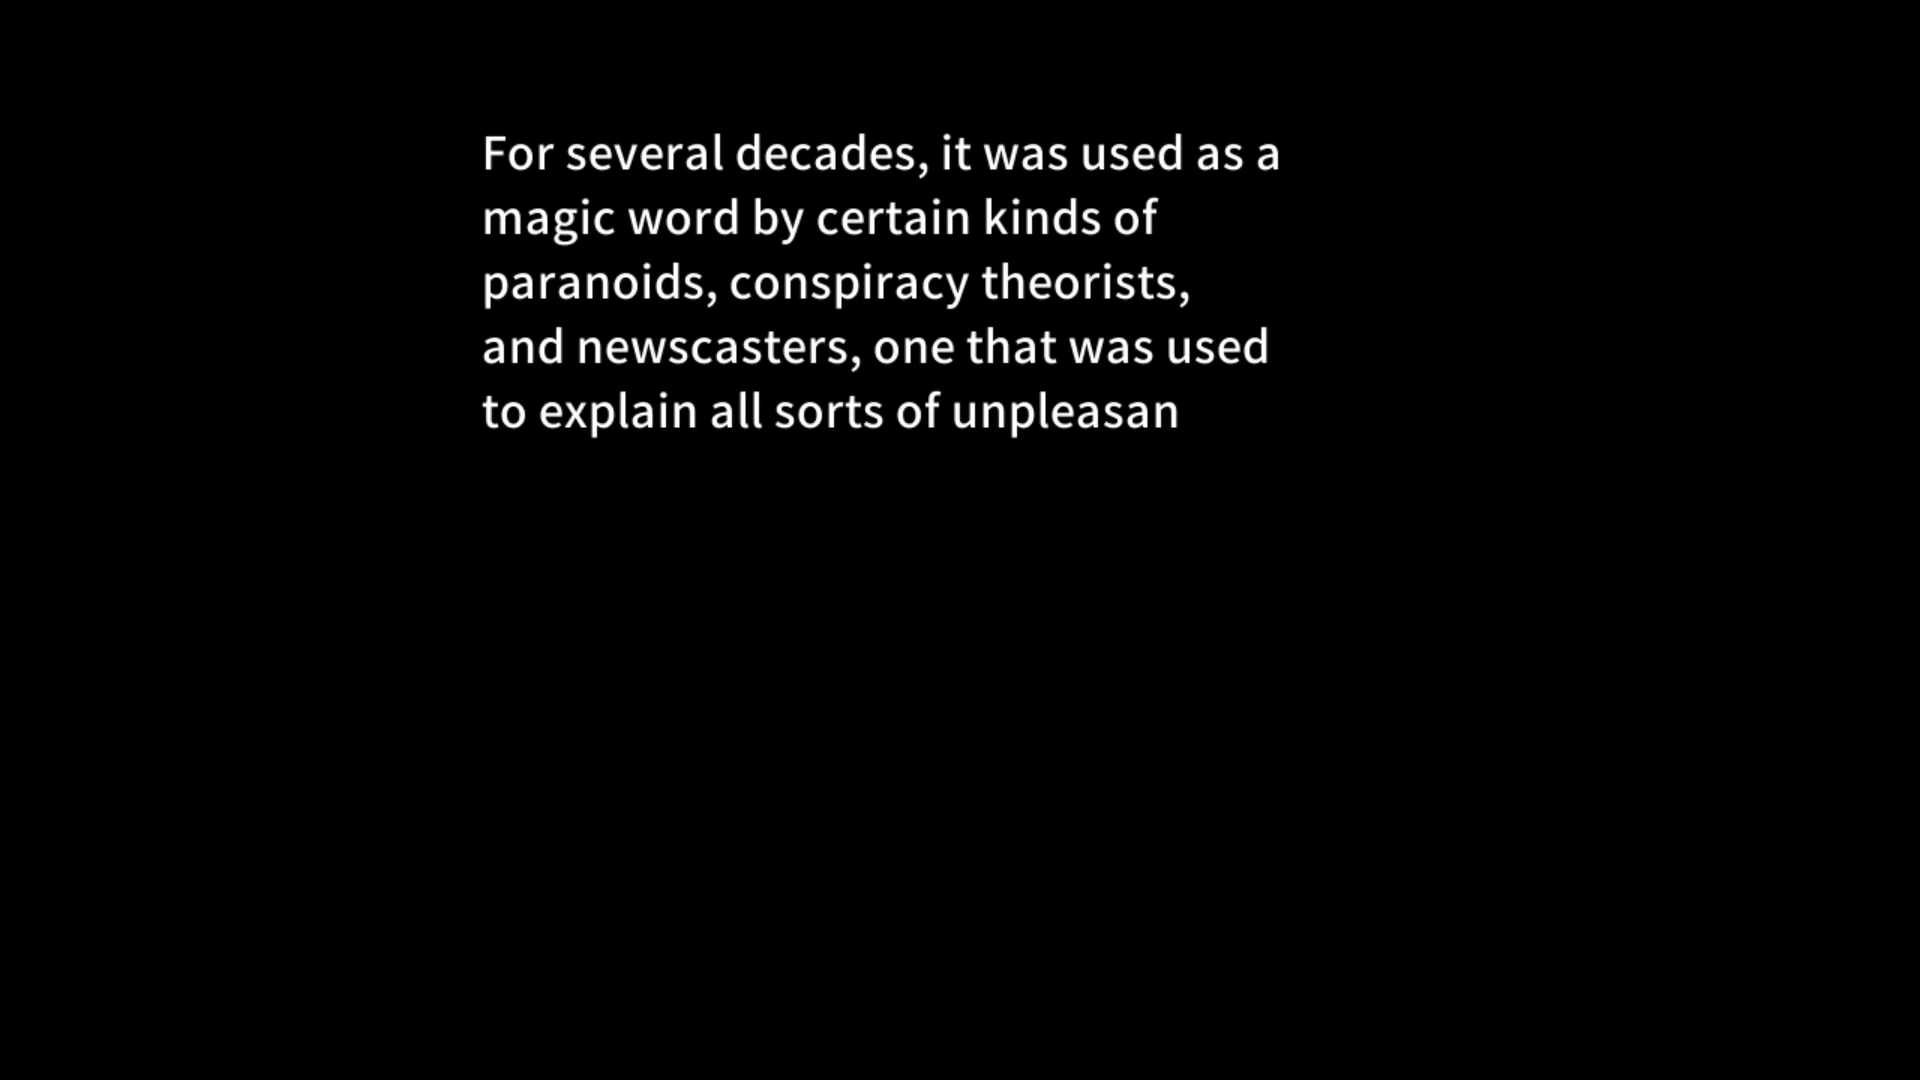 For several decades, it was used as a
magic word by certain kinds of
paranoids, conspiracy theorists,
and newscasters, one that was used
to explain all sorts of unpleasan